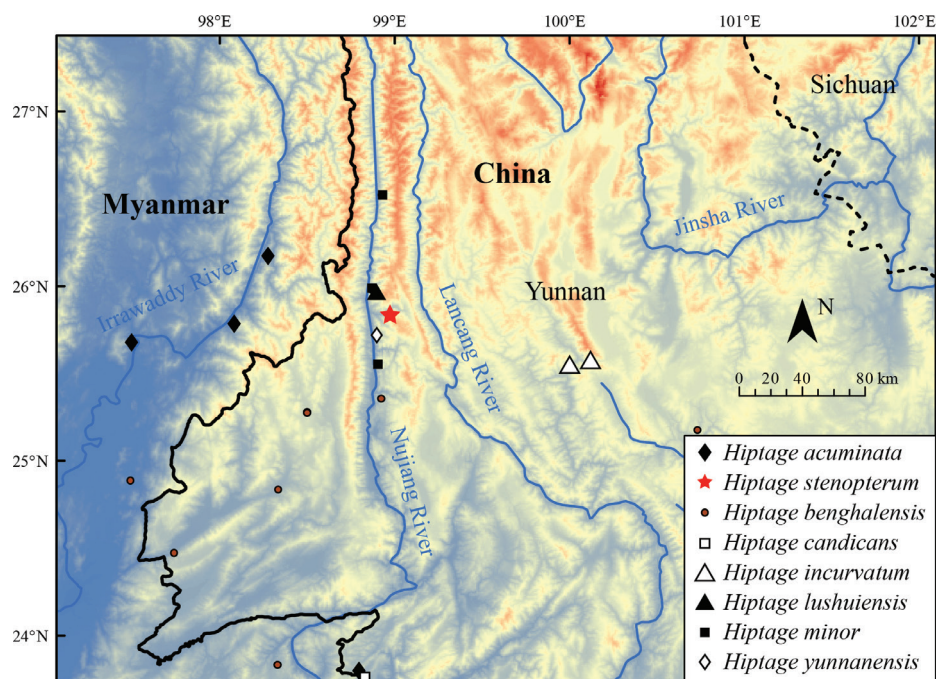 98°E 99°E 100°E 101°E 102°E
27°N
26°N
25°N
24°N
Sichuan
China
Myanmar
Jinsha River
Irrawaddy River
Lancang River
Yunnan
N
0 20 40 60 80 km
Nujiang River
Hiptage acuminata
Hiptage stenopterum
Hiptage benghalensis
Hiptage candicans
Hiptage incurvatum
Hiptage lushuiensis
Hiptage minor
Hiptage yunnanensis